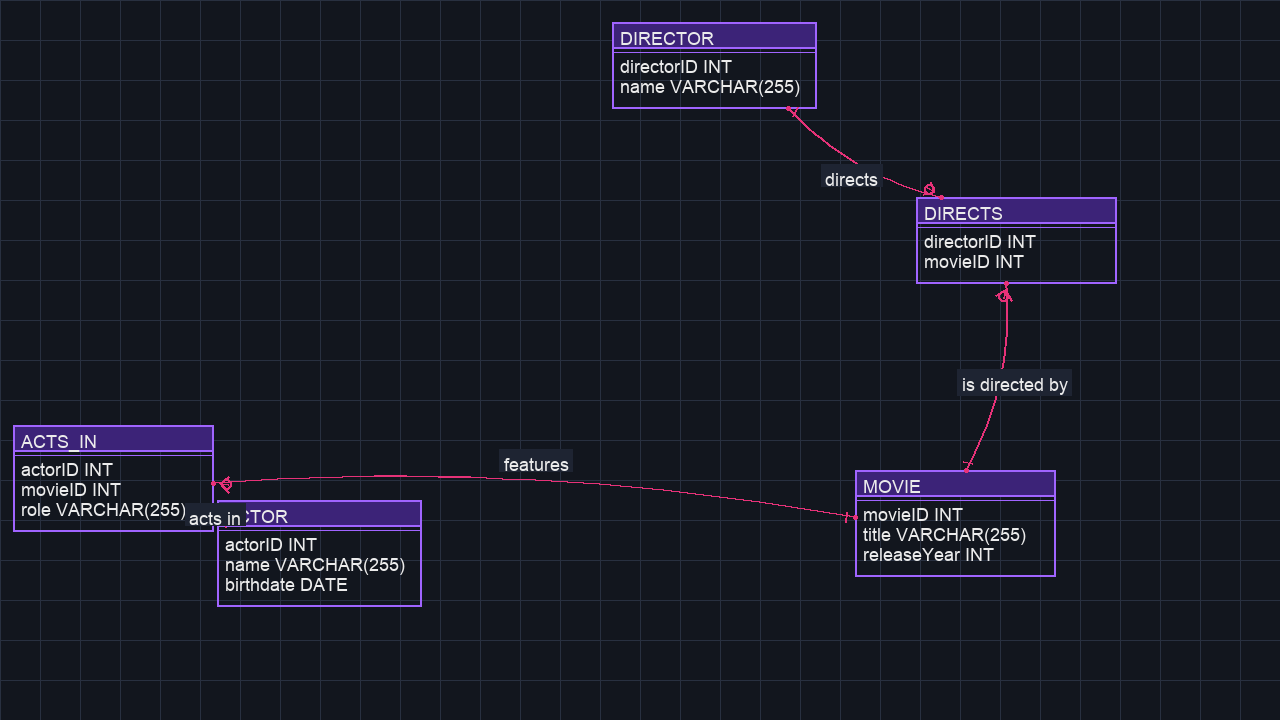 DIRECTOR
directorID INT
name VARCHAR(255)
directs
DIRECTS
directorID INT
movieID INT
is directed by
ACTS_IN
actorID INT
movieID INT
role VARCHAR(255)
acts in
features
MOVIE
movieID INT
title VARCHAR(255)
releaseYear INT
CTOR
actorID INT
name VARCHAR(255)
birthdate DATE